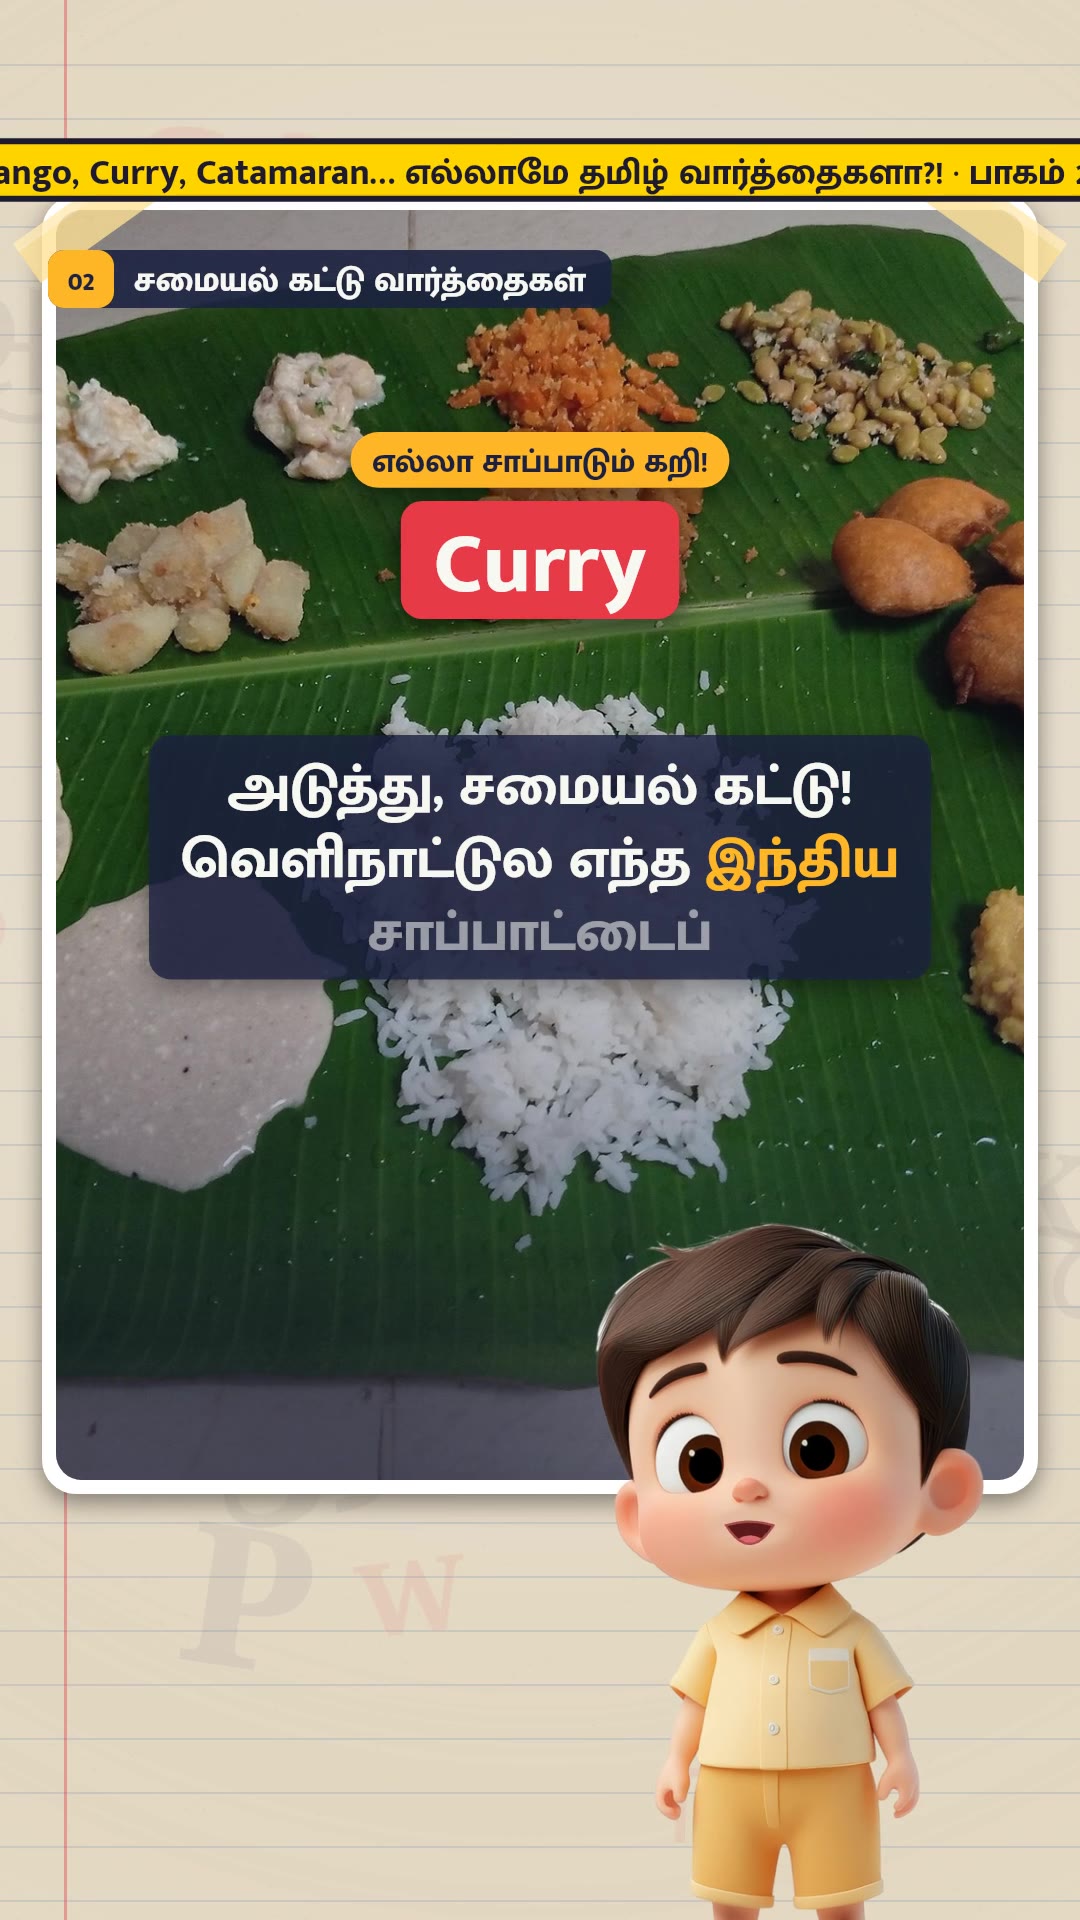 ango, Curry, Catamaran... எல்லாமே தமிழ் வார்த்தைகளா?! · பாகம்
02 சமையல் கட்டு வார்த்தைகள்
எல்லா சாப்பாடும் கறி!
Curry
அடுத்து, சமையல் கட்டு!
வெளிநாட்டுல எந்த இந்திய
சாப்பாட்டைப்
P w